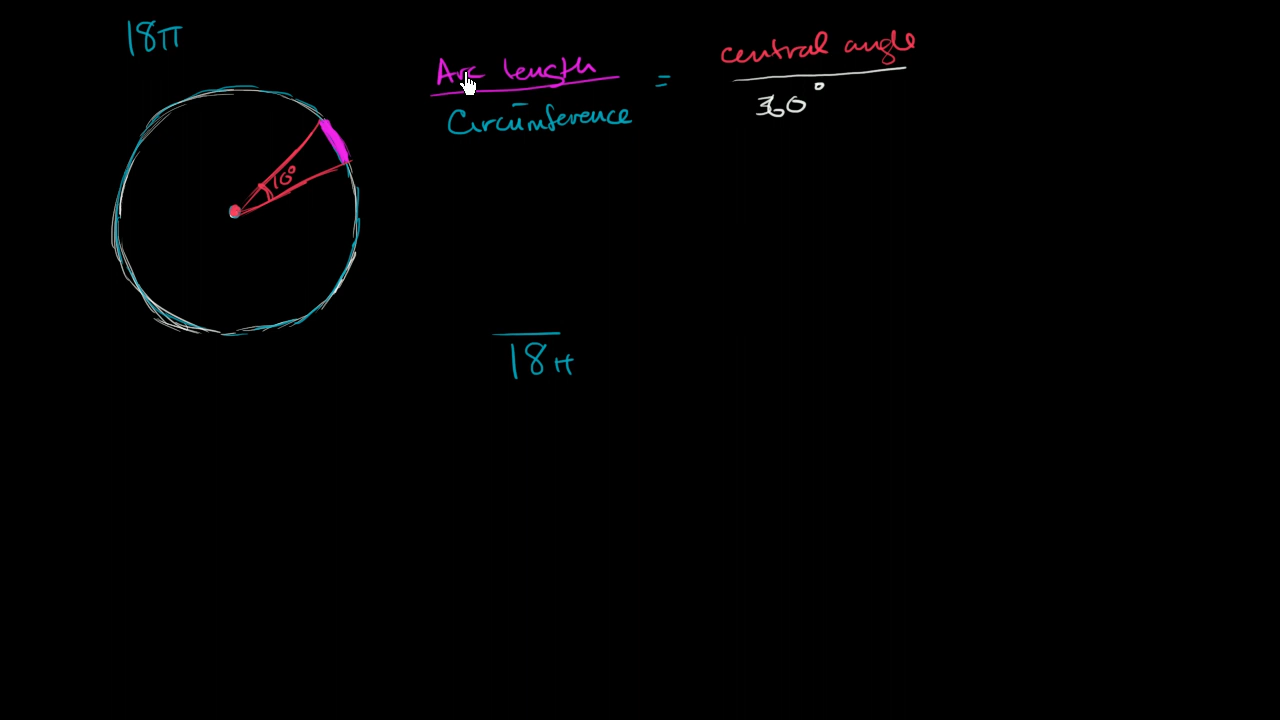 18π
Arc length
Circumference
=
central angle
360°
10°
18π